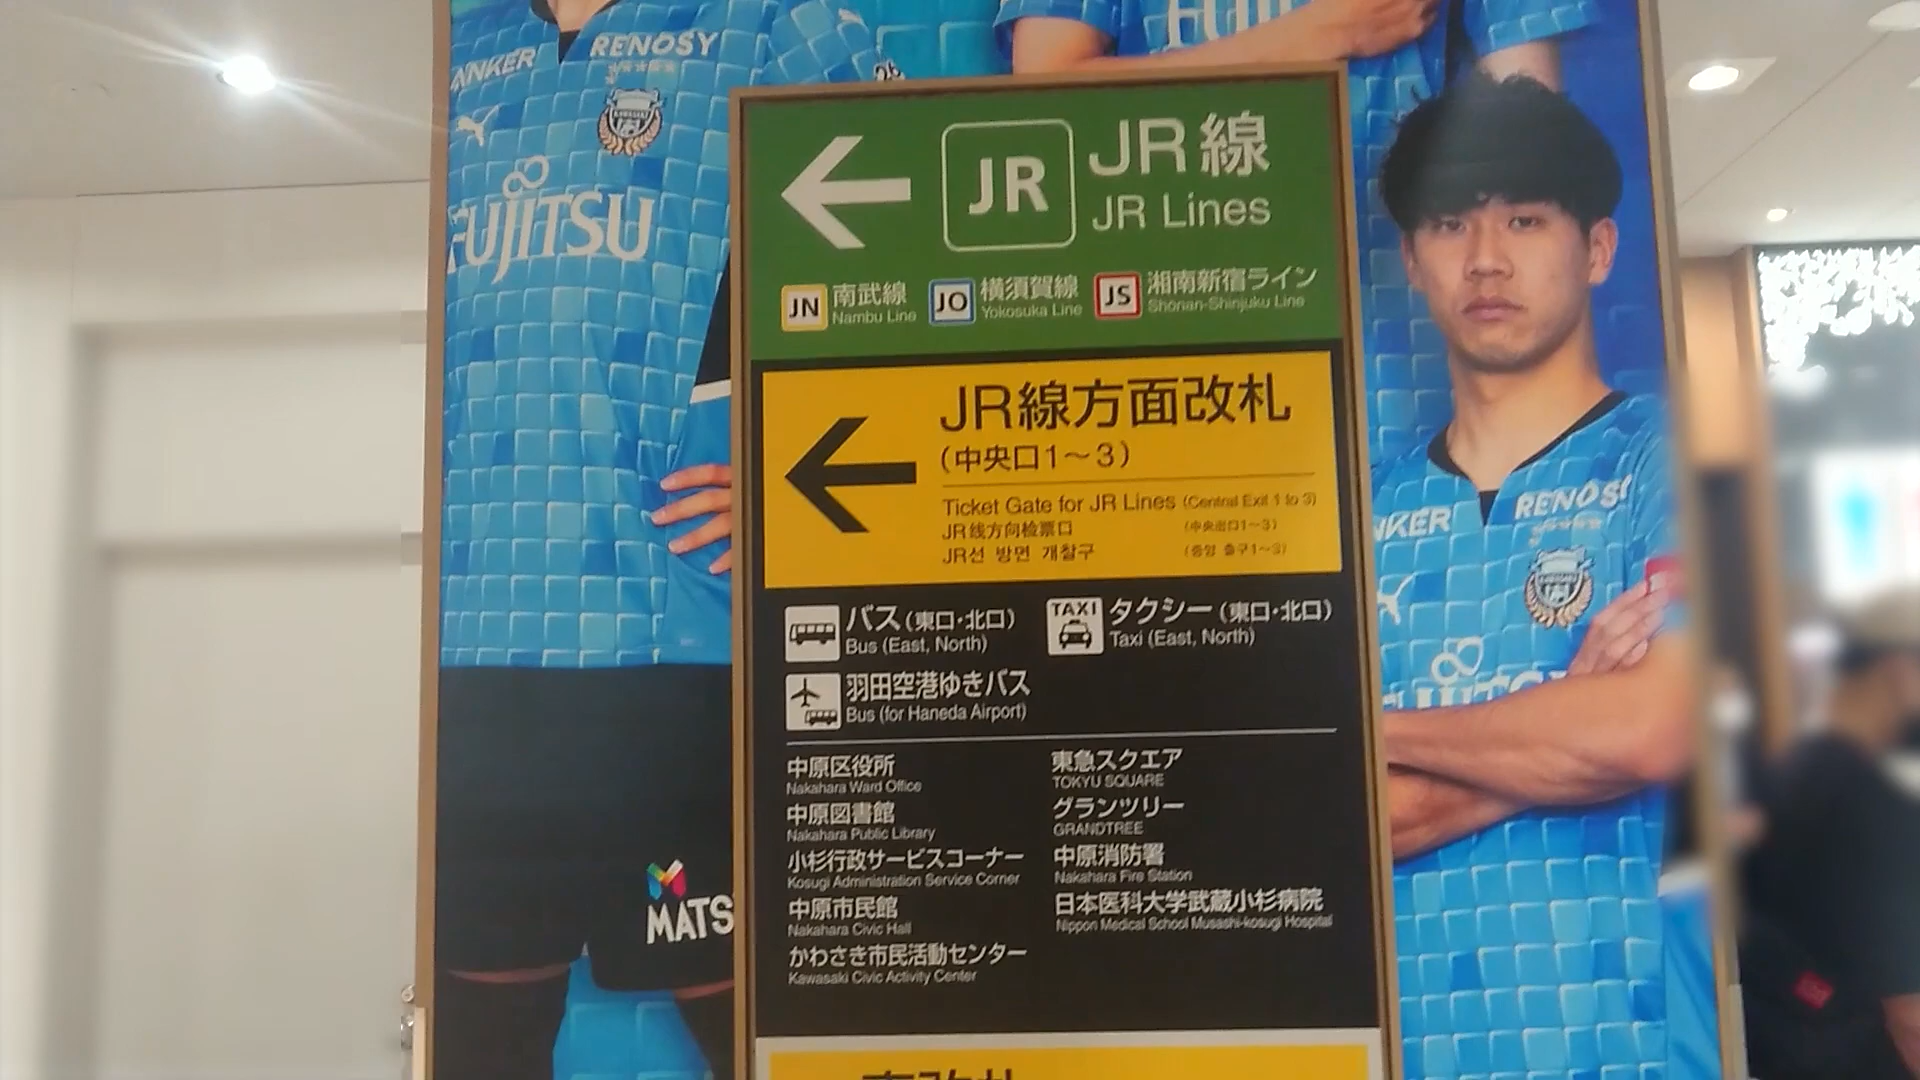 ANKER
RENOSY
FUJITSU
JR
JR線
JR Lines
JN 南武線
Nambu Line
JO 横須賀線
Yokosuka Line
JS 湘南新宿ライン
Shonan-Shinjuku Line
JR線方面改札
(中央口1～3)
Ticket Gate for JR Lines (Central Exit 1 to 3)
JR线方向检票口 (中央出口1～3)
JR선 방면 개찰구 (중앙 출구1～3)
バス(東口・北口)
Bus (East, North)
TAXI
タクシー(東口・北口)
Taxi (East, North)
羽田空港ゆきバス
Bus (for Haneda Airport)
中原区役所
Nakahara Ward Office
中原図書館
Nakahara Public Library
小杉行政サービスコーナー
Kosugi Administration Service Corner
中原市民館
Nakahara Civic Hall
かわさき市民活動センター
Kawasaki Civic Activity Center
東急スクエア
TOKYU SQUARE
グランツリー
GRANDTREE
中原消防署
Nakahara Fire Station
日本医科大学武蔵小杉病院
Nippon Medical School Musashi-kosugi Hospital
NKER
RENOSY
MATS